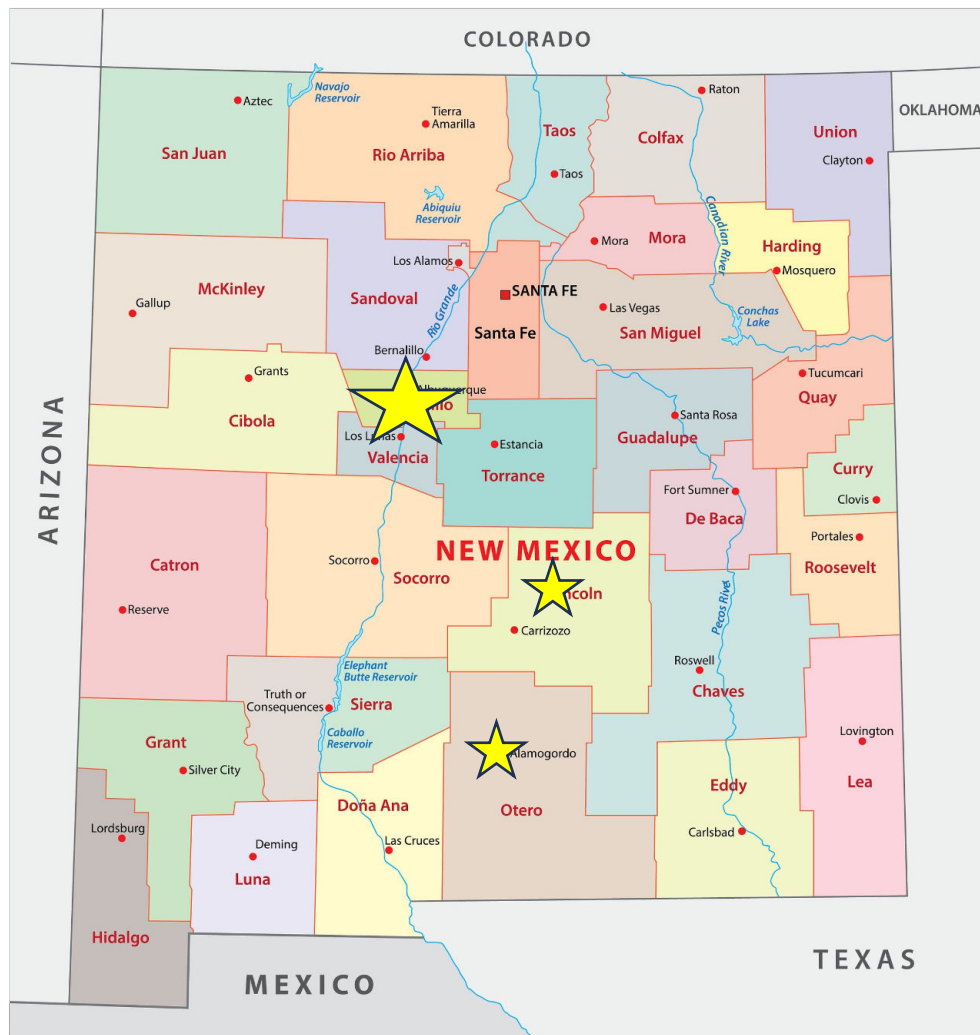 COLORADO
Navajo
Reservoir
Aztec
San Juan
Tierra
Amarilla
Rio Arriba
Abiquiu
Reservoir
Taos
Taos
Raton
Colfax
Canadian River
Union
Clayton
OKLAHOMA
Mora
Mora
Harding
Mosquero
McKinley
Gallup
Los Alamos
Sandoval
Rio Grande
Bernalillo
SANTA FE
Santa Fe
Las Vegas
San Miguel
Conchas
Lake
Tucumcari
Quay
ARIZONA
Grants
Cibola
Albuquerque
Los Lunas
Valencia
Estancia
Torrance
Santa Rosa
Guadalupe
Curry
Clovis
Fort Sumner
De Baca
Portales
Roosevelt
NEW MEXICO
Catron
Reserve
Socorro
Socorro
coln
Carrizozo
Pecos River
Roswell
Chaves
Elephant
Butte Reservoir
Truth or
Consequences
Sierra
Caballo
Reservoir
Grant
Silver City
Alamogordo
Otero
Lovington
Lea
Eddy
Carlsbad
Doña Ana
Las Cruces
Lordsburg
Hidalgo
Deming
Luna
MEXICO
TEXAS